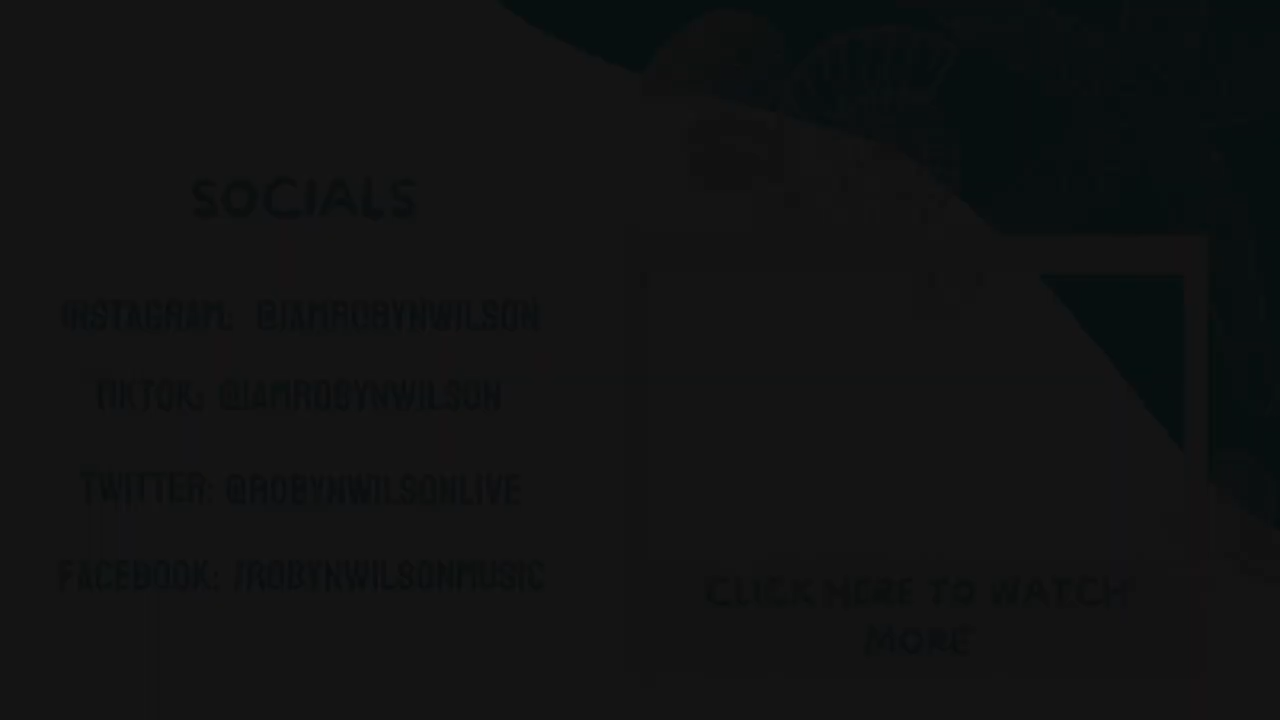 SOCIALS
INSTAGRAM: @IAMROBYNWILSON
TIKTOK: @IAMROBYNWILSON
TWITTER: @ROBYNWILSONLIVE
FACEBOOK: /ROBYNWILSONMUSIC
CLICK HERE TO WATCH
MORE